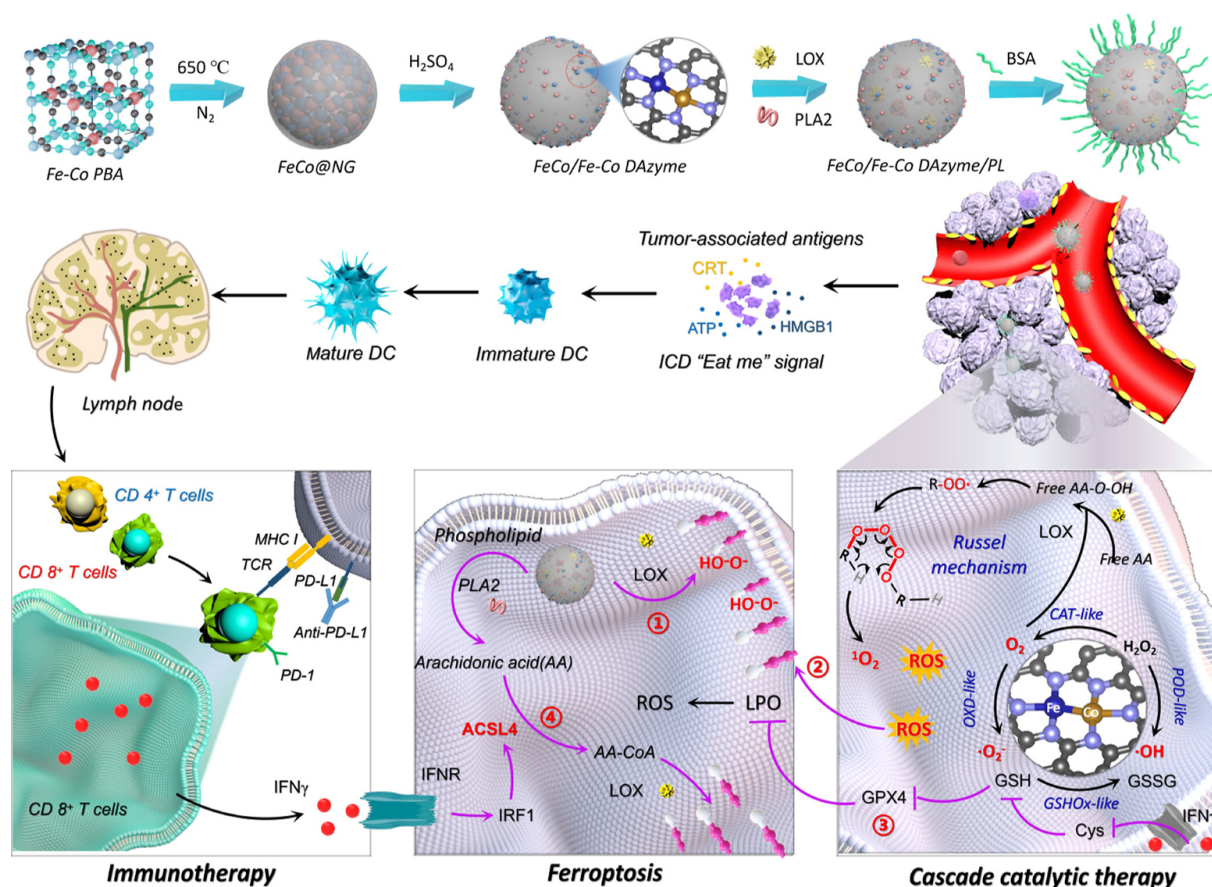 650 ℃
N₂
H₂SO₄
LOX
PLA2
BSA
Fe-Co PBA
FeCo@NG
FeCo/Fe-Co DAzyme
FeCo/Fe-Co DAzyme/PL
Tumor-associated antigens
CRT
ATP
HMGB1
ICD “Eat me” signal
Immature DC
Mature DC
Lymph node
CD 4⁺ T cells
CD 8⁺ T cells
MHC I
TCR
PD-L1
Anti-PD-L1
PD-1
CD 8⁺ T cells
IFNγ
Immunotherapy
Phospholipid
PLA2
LOX
①
HO-O-
HO-O-
Arachidonic acid(AA)
②
ACSL4
④
ROS
LPO
AA-CoA
IFNR
IRF1
LOX
Ferroptosis
R-OO·
Free AA-O-OH
LOX
Free AA
O
O
O
O
R
H
R
H
Russel
mechanism
¹O₂
ROS
ROS
CAT-like
O₂
H₂O₂
OXD-like
POD-like
Fe
Co
·O₂⁻
·OH
GSH
GSSG
GSHOx-like
GPX4
③
Cys
IFNγ
Cascade catalytic therapy